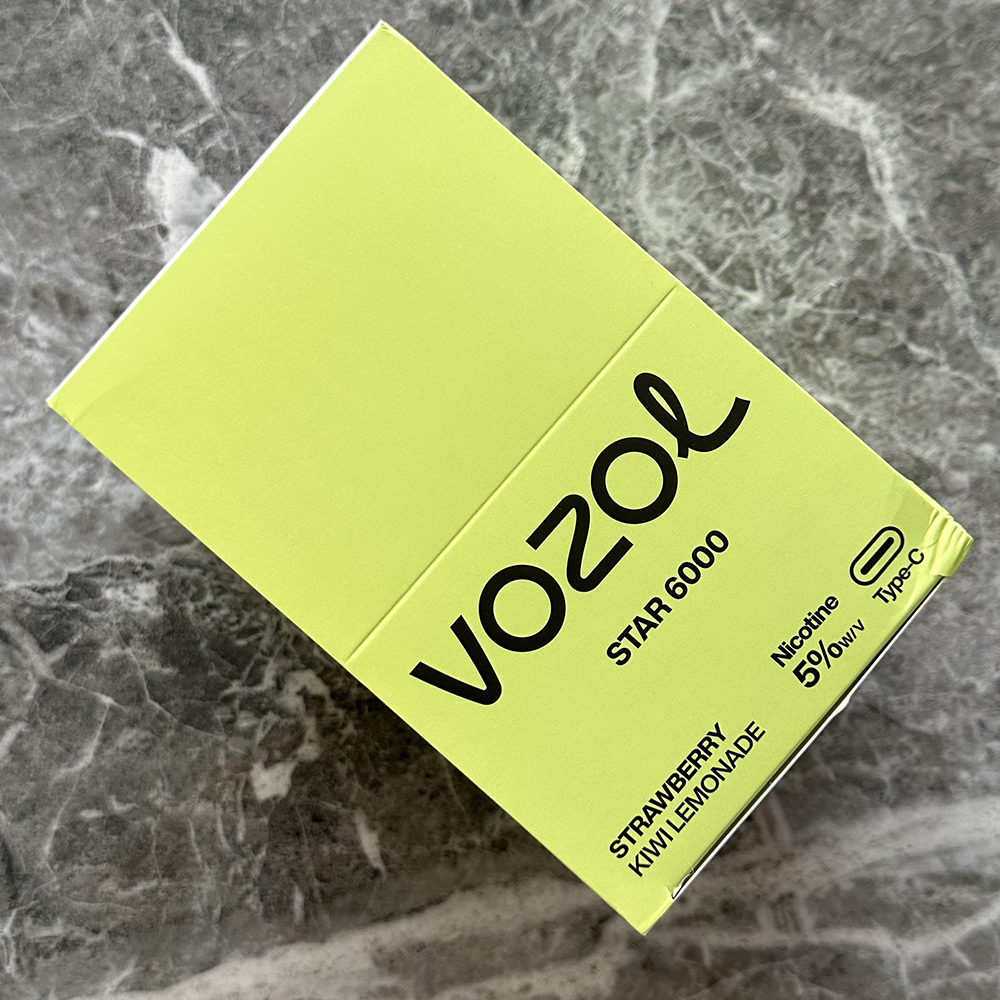 VOZOL
STAR 6000
STRAWBERRY
KIWI LEMONADE
Nicotine
5%w/v
Type-C